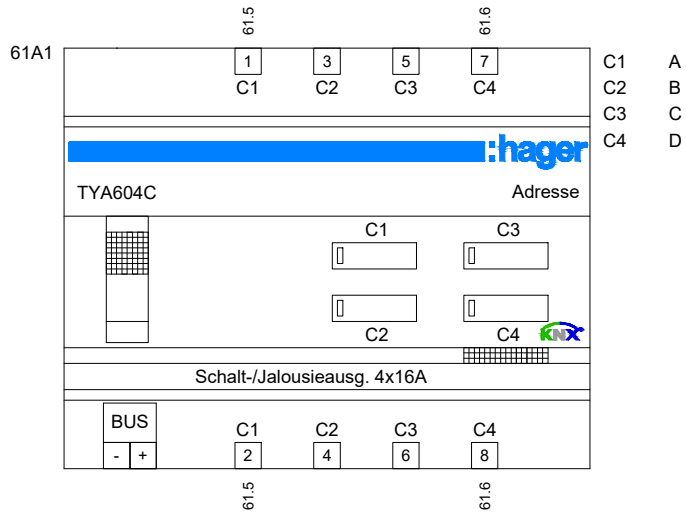 61.5 61.6
61A1 1 3 5 7 C1 A
C1 C2 C3 C4 C2 B
C3 C
:hager C4 D
TYA604C Adresse
C1 C3
C2 C4 KNX
Schalt-/Jalousieausg. 4x16A
BUS C1 C2 C3 C4
- + 2 4 6 8
61.5 61.6